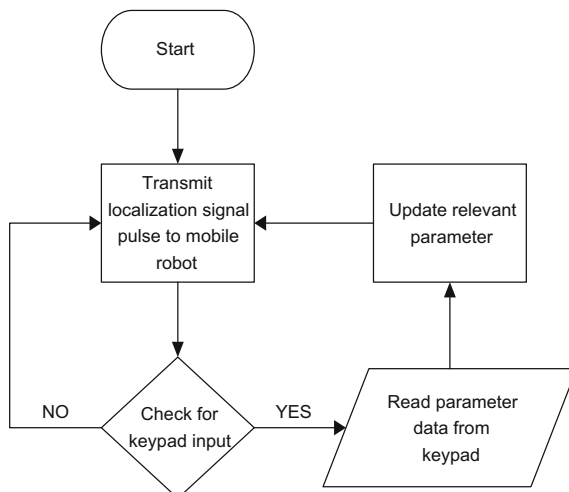 Start
Transmit
localization signal
pulse to mobile
robot
Update relevant
parameter
NO
Check for
keypad input
YES
Read parameter
data from
keypad